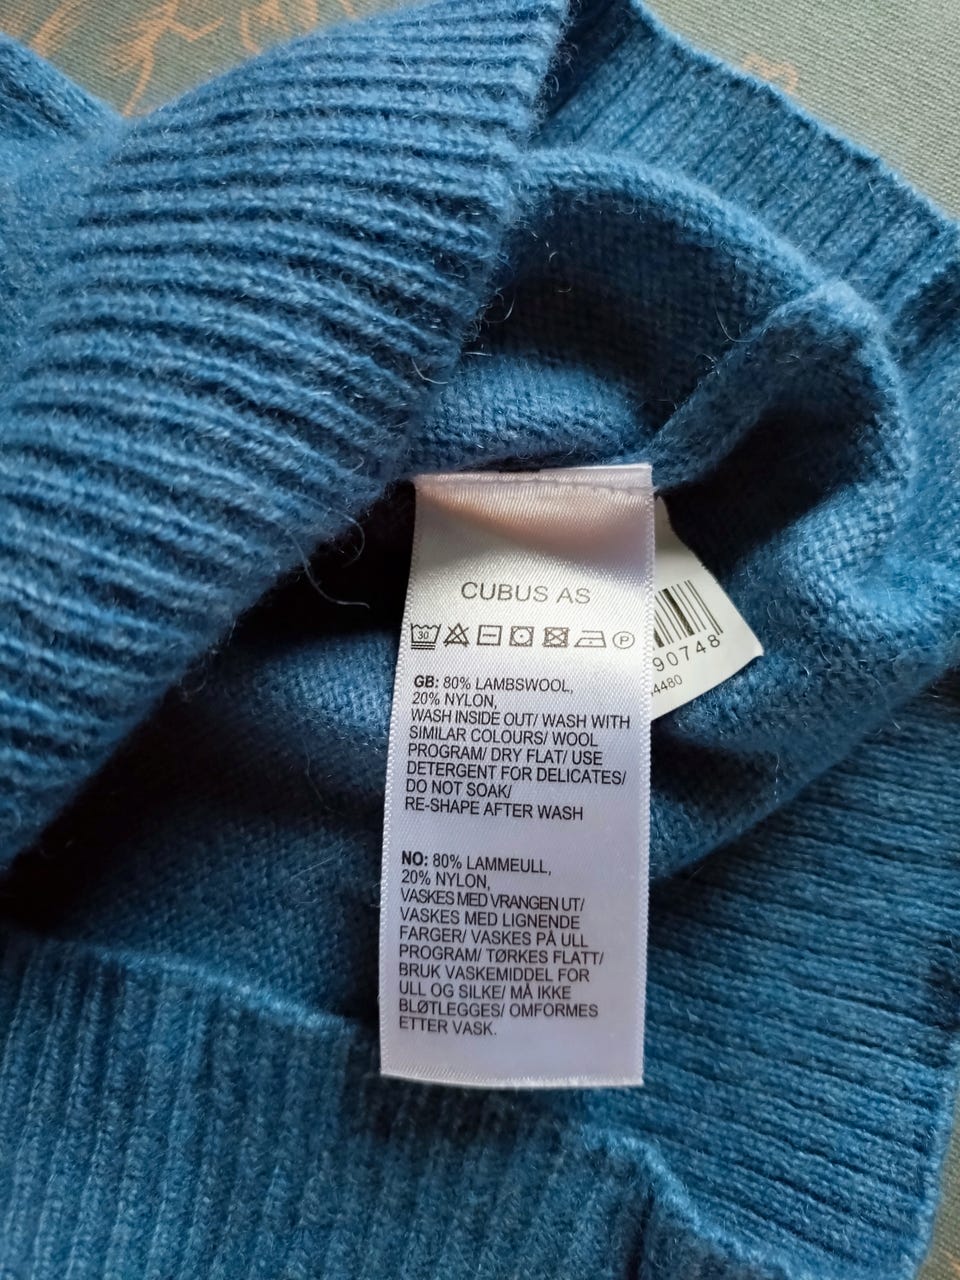 CUBUS AS
30
P
GB: 80% LAMBSWOOL,
20% NYLON,
WASH INSIDE OUT/ WASH WITH
SIMILAR COLOURS/ WOOL
PROGRAM/ DRY FLAT/ USE
DETERGENT FOR DELICATES/
DO NOT SOAK/
RE-SHAPE AFTER WASH
NO: 80% LAMMEULL,
20% NYLON,
VASKES MED VRANGEN UT/
VASKES MED LIGNENDE
FARGER/ VASKES PÅ ULL
PROGRAM/ TØRKES FLATT/
BRUK VASKEMIDDEL FOR
ULL OG SILKE/ MÅ IKKE
BLØTLEGGES/ OMFORMES
ETTER VASK.
90748
4480